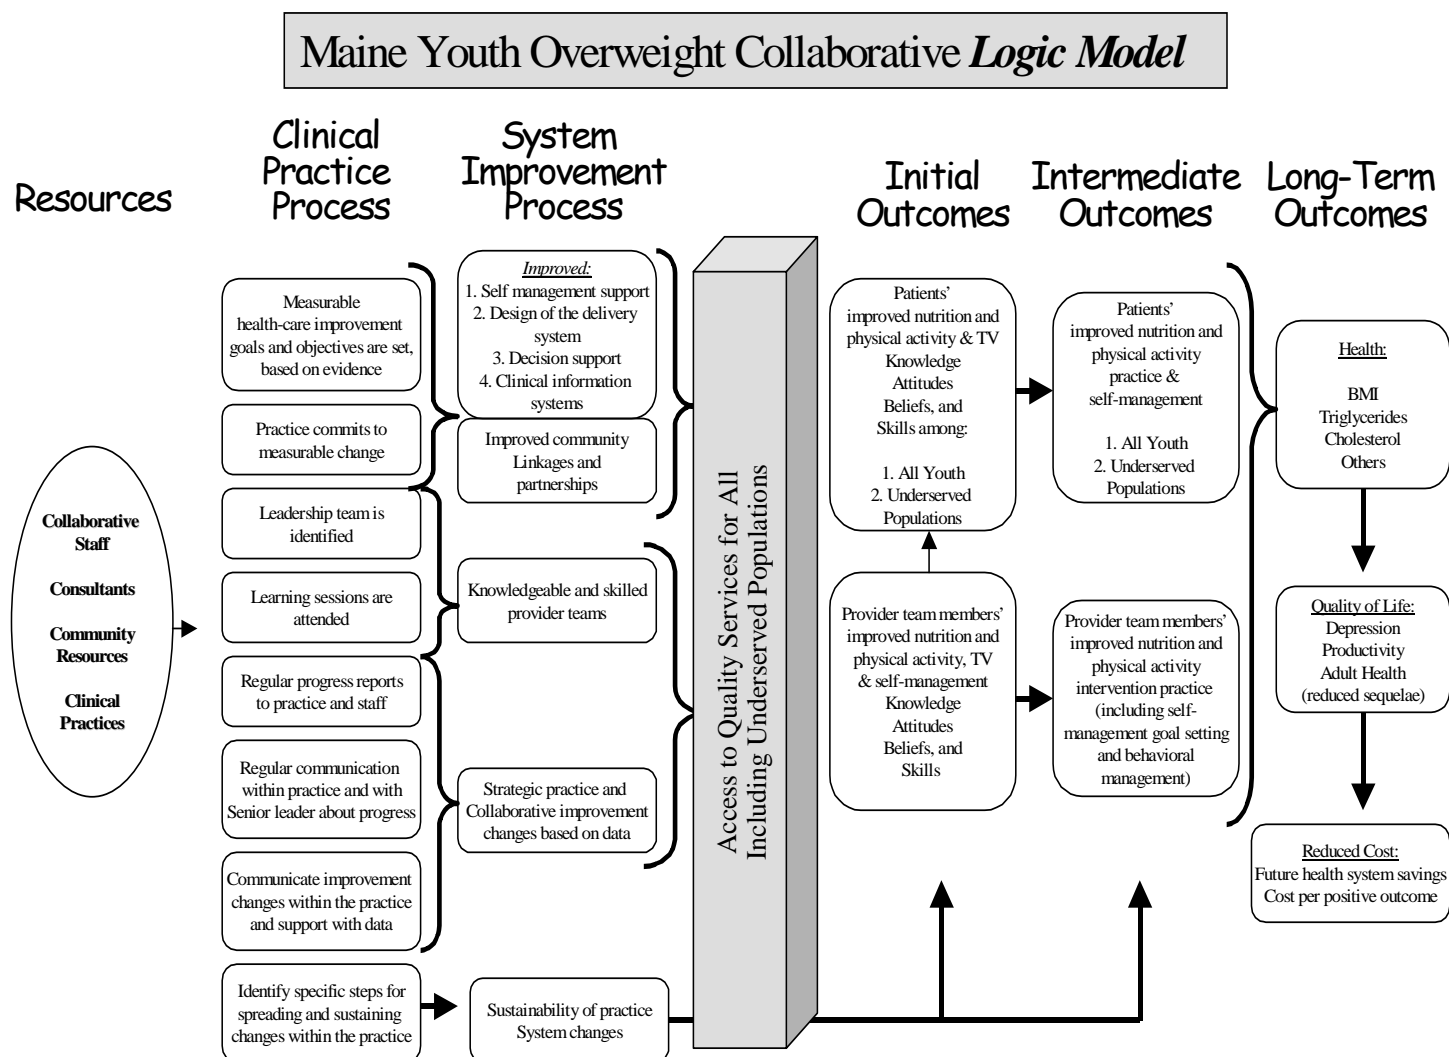 Maine Youth Overweight Collaborative Logic Model
Resources
Clinical
Practice
Process
System
Improvement
Process
Initial
Outcomes
Intermediate
Outcomes
Long-Term
Outcomes
Collaborative
Staff
Consultants
Community
Resources
Clinical
Practices
Measurable
health-care improvement
goals and objectives are set,
based on evidence
Practice commits to
measurable change
Leadership team is
identified
Learning sessions are
attended
Regular progress reports
to practice and staff
Regular communication
within practice and with
Senior leader about progress
Communicate improvement
changes within the practice
and support with data
Identify specific steps for
spreading and sustaining
changes within the practice
Improved:
1. Self management support
2. Design of the delivery
system
3. Decision support
4. Clinical information
systems
Improved community
Linkages and
partnerships
Knowledgeable and skilled
provider teams
Strategic practice and
Collaborative improvement
changes based on data
Sustainability of practice
System changes
Access to Quality Services for All
Including Underserved Populations
Patients’
improved nutrition and
physical activity & TV
Knowledge
Attitudes
Beliefs, and
Skills among:
1. All Youth
2. Underserved
Populations
Provider team members’
improved nutrition and
physical activity, TV
& self-management
Knowledge
Attitudes
Beliefs, and
Skills
Patients’
improved nutrition and
physical activity
practice &
self-management
1. All Youth
2. Underserved
Populations
Provider team members’
improved nutrition and
physical activity
intervention practice
(including self-
management goal setting
and behavioral
management)
Health:
BMI
Triglycerides
Cholesterol
Others
Quality of Life:
Depression
Productivity
Adult Health
(reduced sequelae)
Reduced Cost:
Future health system savings
Cost per positive outcome